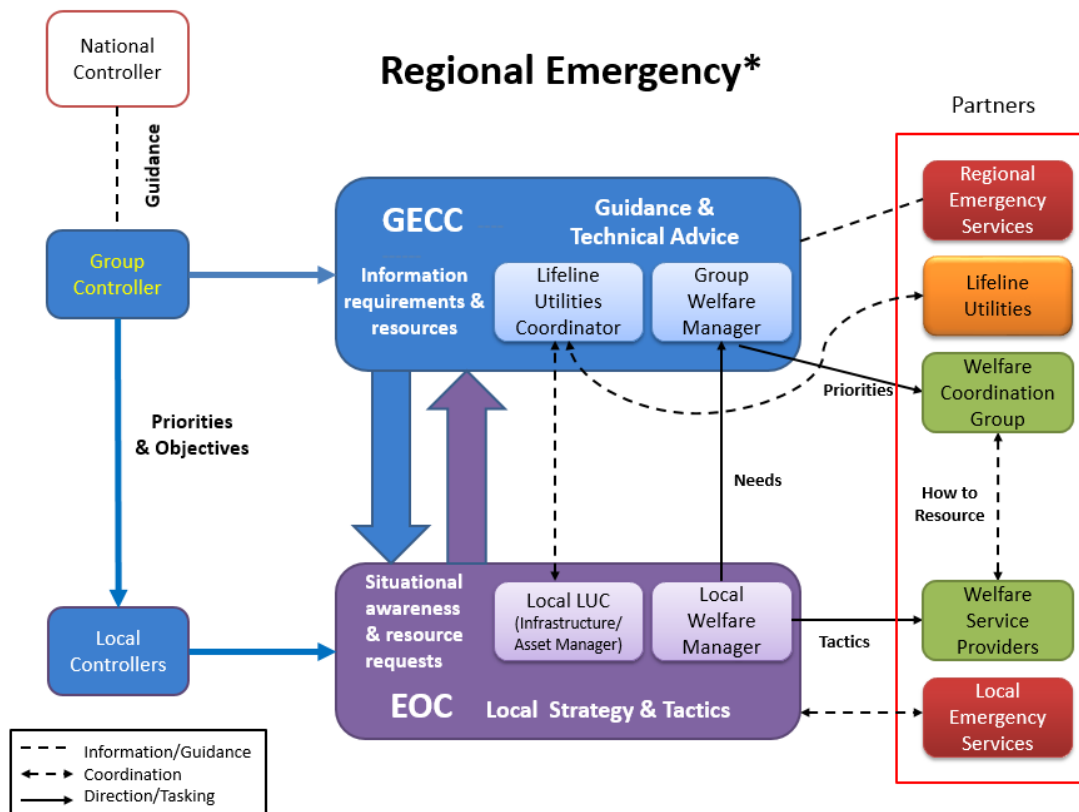 National
Controller
Regional Emergency*
Partners
Guidance
Regional
Emergency
Services
GECC
Guidance &
Technical Advice
Group
Controller
Information
requirements &
resources
Lifeline
Utilities
Coordinator
Group
Welfare
Manager
Lifeline
Utilities
Priorities
Welfare
Coordination
Group
Priorities
& Objectives
Needs
How to
Resource
Situational
awareness
& resource
requests
Local LUC
(Infrastructure/
Asset Manager)
Local
Welfare
Manager
Tactics
Welfare
Service
Providers
Local
Controllers
EOC
Local Strategy & Tactics
Local
Emergency
Services
Information/Guidance
Coordination
Direction/Tasking